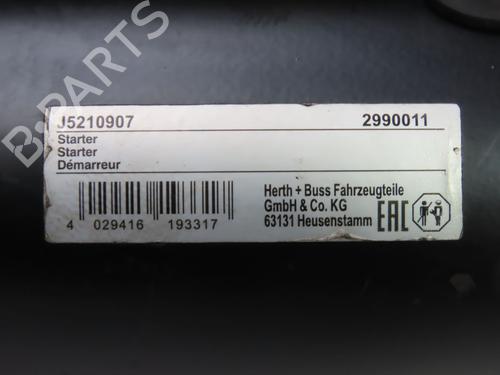 J5210907 2990011
Starter
Starter
Démarreur
Herth + Buss Fahrzeugteile
GmbH & Co. KG
63131 Heusenstamm
EAC
4 029416 193317
B-PARTS